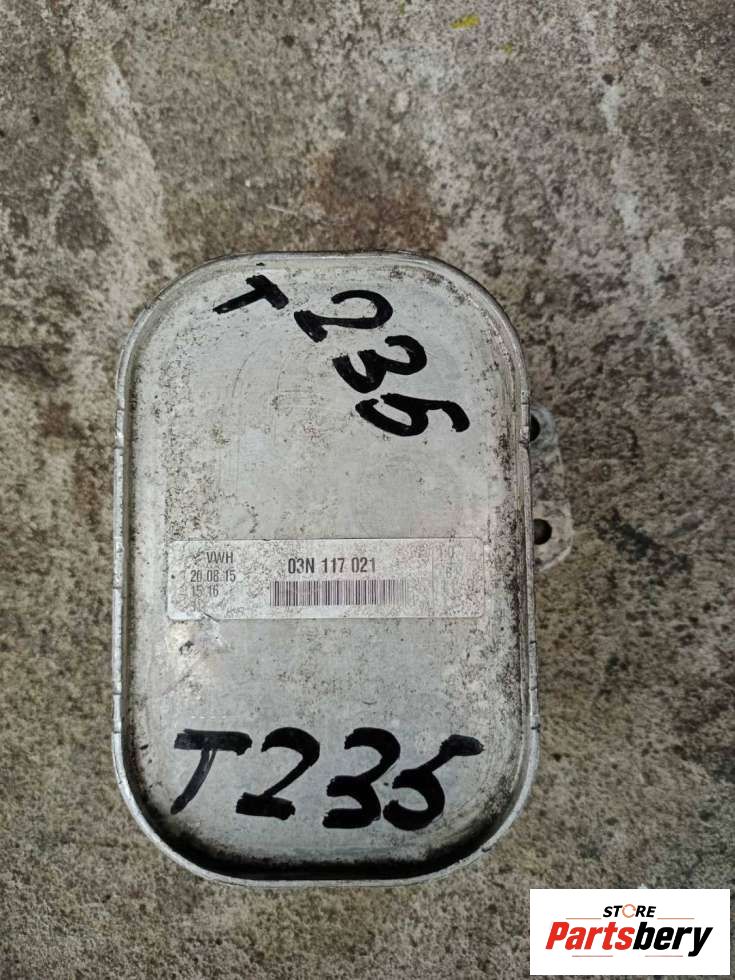 T235
VWH
20.08.15
15:16
03N 117 021
T235
STORE
Partsbery